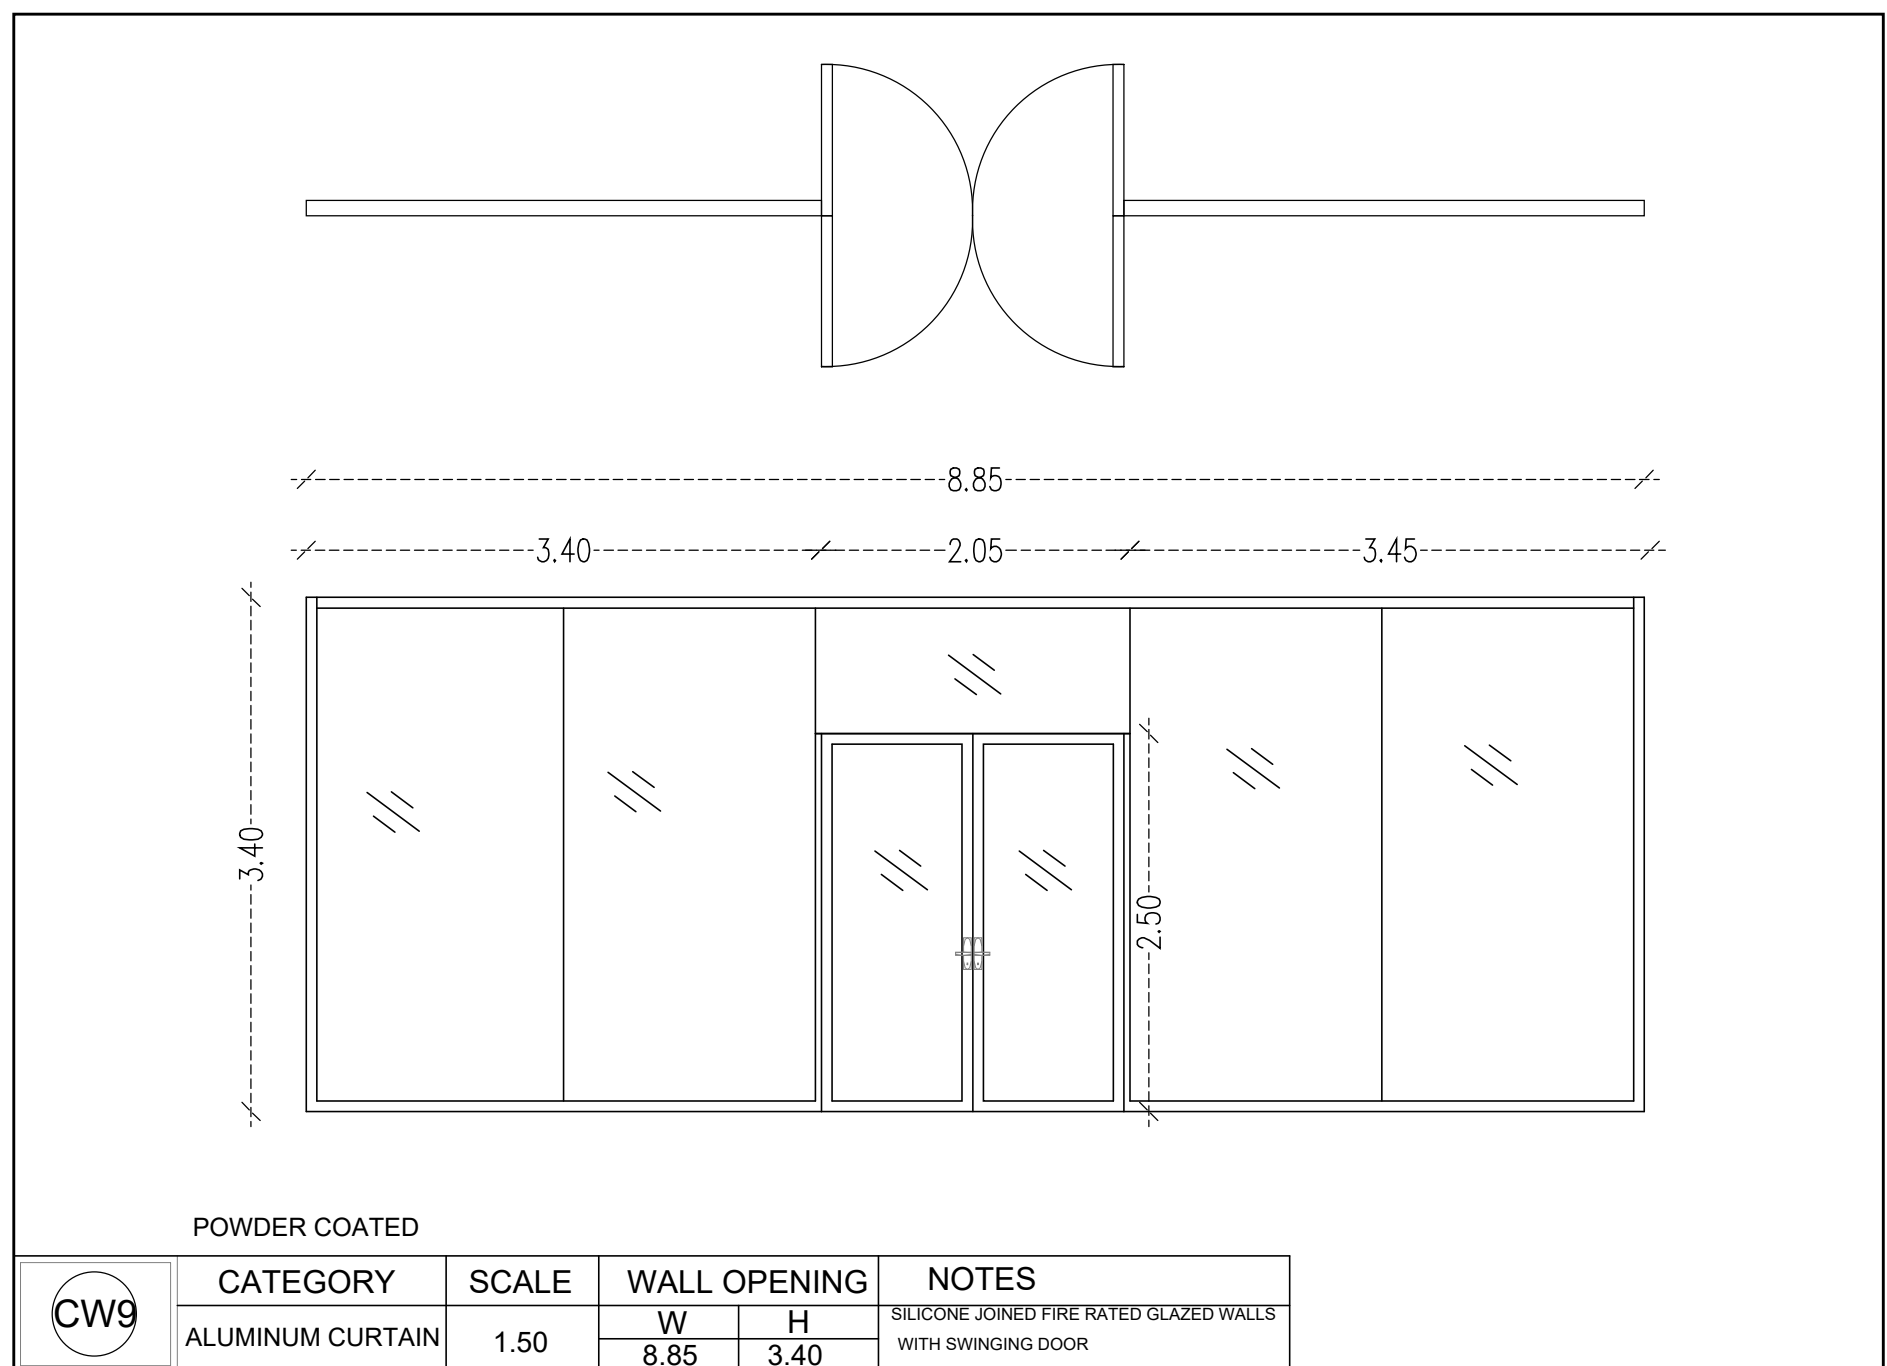 8.85
3.40 2.05 3.45
3.40
2.50
POWDER COATED
CW9
CATEGORY SCALE WALL OPENING NOTES
ALUMINUM CURTAIN 1.50 W H SILICONE JOINED FIRE RATED GLAZED WALLS
WITH SWINGING DOOR
8.85 3.40